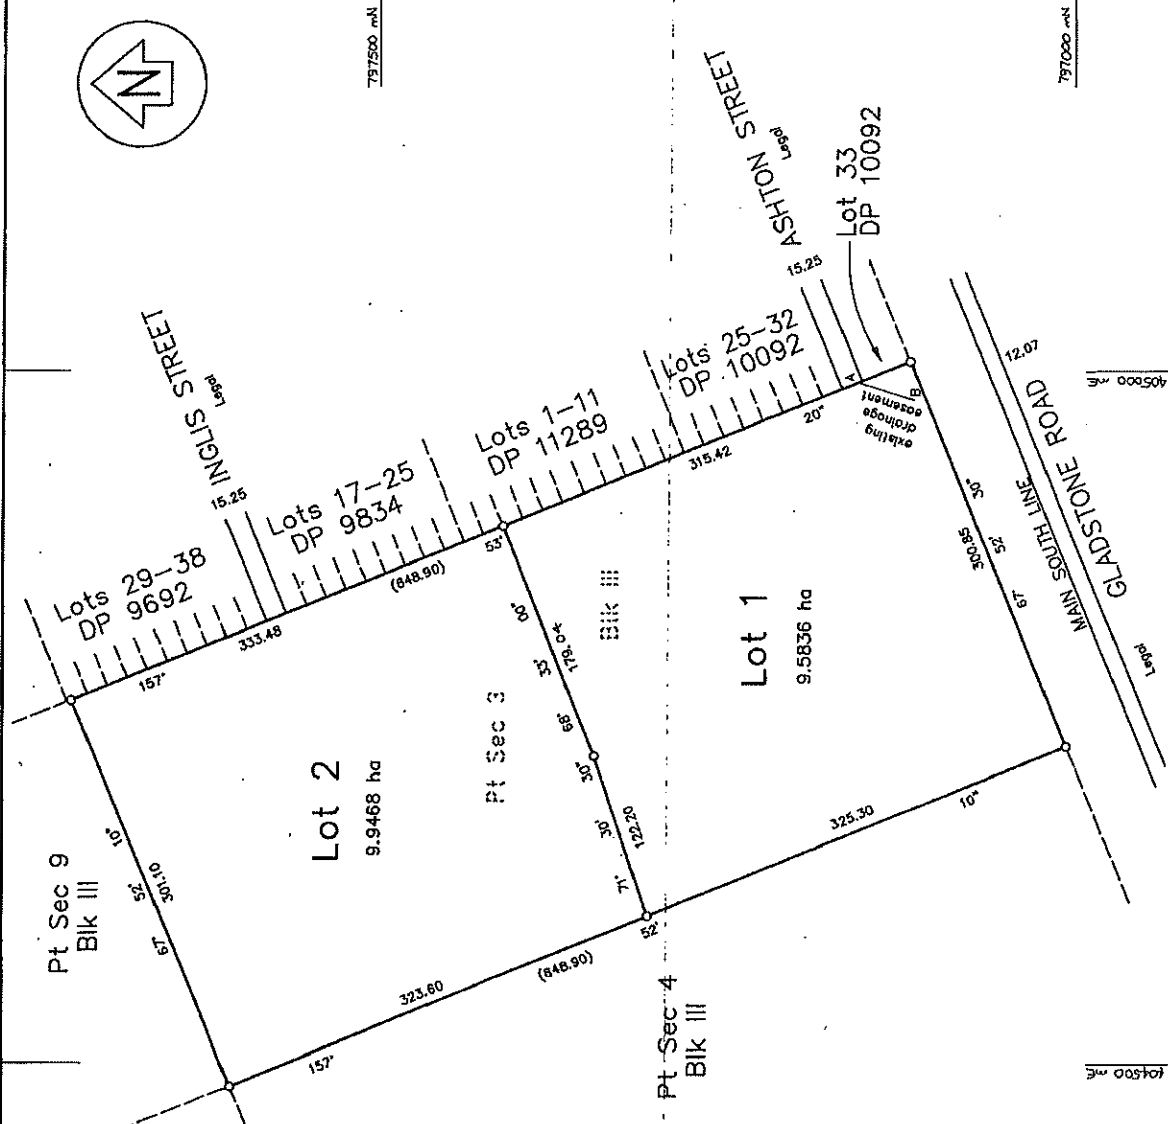 N
797500 mN
797000 mN
ASHTON STREET
Legal
Lot 33
DP 10092
15.25
INGLIS STREET
Legal
15.25
Lots 25-32
DP 10092
Lots 1-11
DP 11289
Lots 17-25
DP 9834
Lots 29-38
DP 9692
12.07
405000 mE
A
B
existing
drainage
easement
20"
315.42
53'
(648.90)
333.48
157°
GLADSTONE ROAD
Legal
MAIN SOUTH LINE
30"
300.85
52'
67°
00"
179.04
33'
68°
Blk III
Lot 1
9.5836 ha
Pt Sec 3
Lot 2
9.9468 ha
30"
30'
122.20
71°
10"
52'
301.10
67°
Pt Sec 9
Blk III
325.30
10"
52'
(648.90)
323.60
157°
Pt Sec 4
Blk III
404500 mE